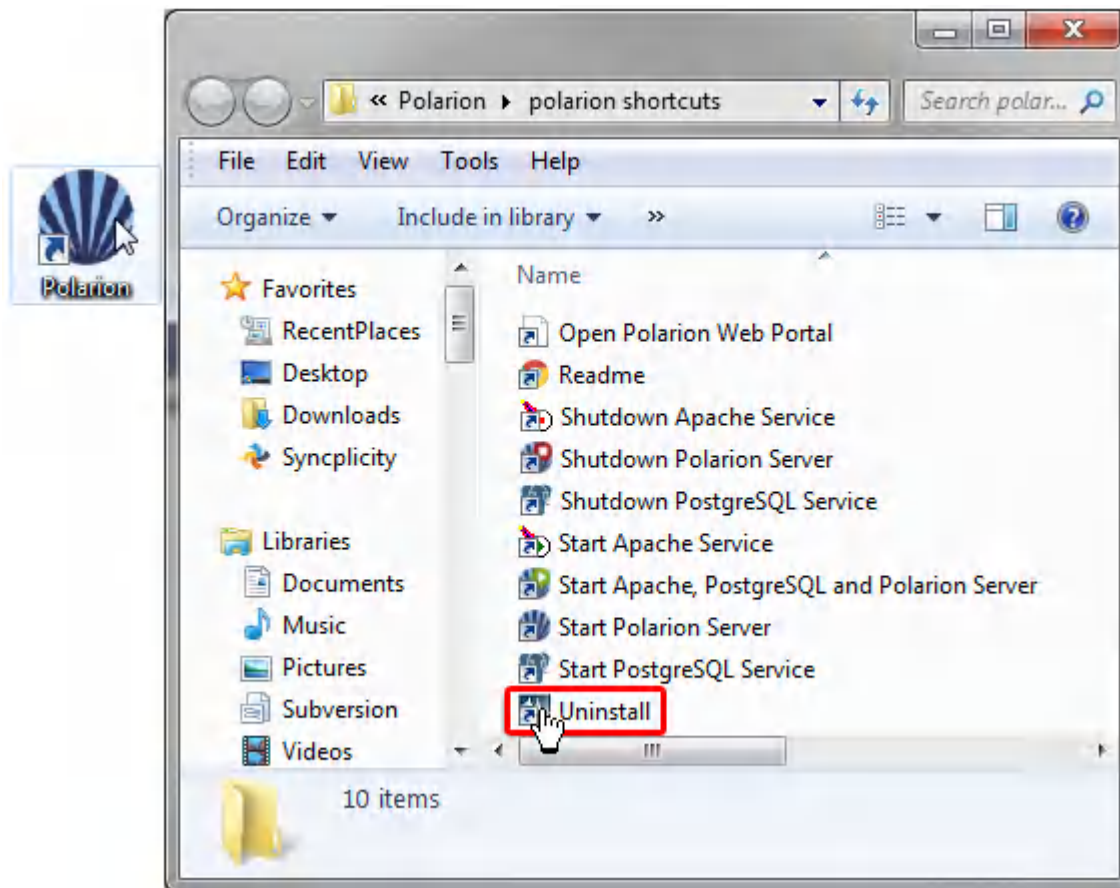 « Polarion ▸ polarion shortcuts
Search polar...
File Edit View Tools Help
Organize Include in library »
Polarion
Name
Favorites
RecentPlaces
Desktop
Downloads
Syncplicity
Libraries
Documents
Music
Pictures
Subversion
Videos
Open Polarion Web Portal
Readme
Shutdown Apache Service
Shutdown Polarion Server
Shutdown PostgreSQL Service
Start Apache Service
Start Apache, PostgreSQL and Polarion Server
Start Polarion Server
Start PostgreSQL Service
Uninstall
10 items